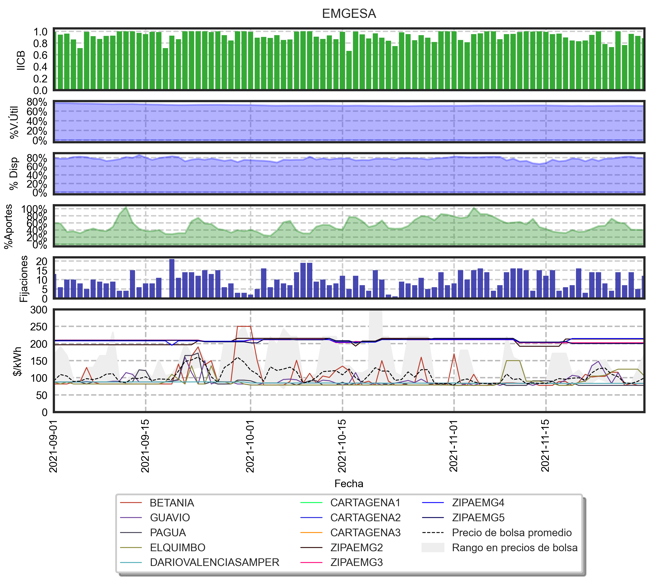 EMGESA
IICB
1.0
0.8
0.6
0.4
0.2
0.0
%V.Útil
80%
60%
40%
20%
0%
% Disp
80%
60%
40%
20%
0%
%Aportes
100%
80%
60%
40%
20%
0%
Fijaciones
20
15
10
5
0
$/kWh
300
250
200
150
100
50
0
2021-09-01
2021-09-15
2021-10-01
2021-10-15
2021-11-01
2021-11-15
Fecha
BETANIA
GUAVIO
PAGUA
ELQUIMBO
DARIOVALENCIASAMPER
CARTAGENA1
CARTAGENA2
CARTAGENA3
ZIPAEMG2
ZIPAEMG3
ZIPAEMG4
ZIPAEMG5
Precio de bolsa promedio
Rango en precios de bolsa